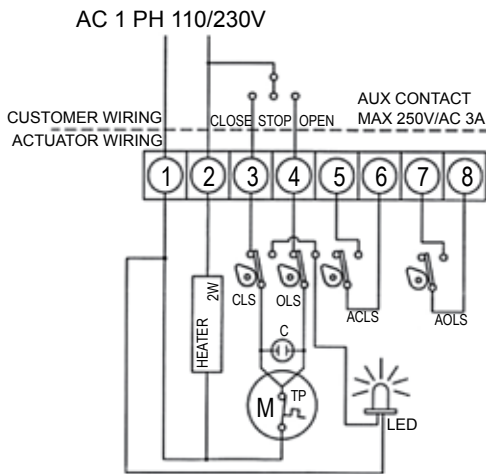 AC 1 PH 110/230V
AUX CONTACT
CUSTOMER WIRING CLOSE STOP OPEN MAX 250V/AC 3A
ACTUATOR WIRING
1 2 3 4 5 6 7 8
HEATER 2W
CLS OLS ACLS AOLS
C
M TP
LED